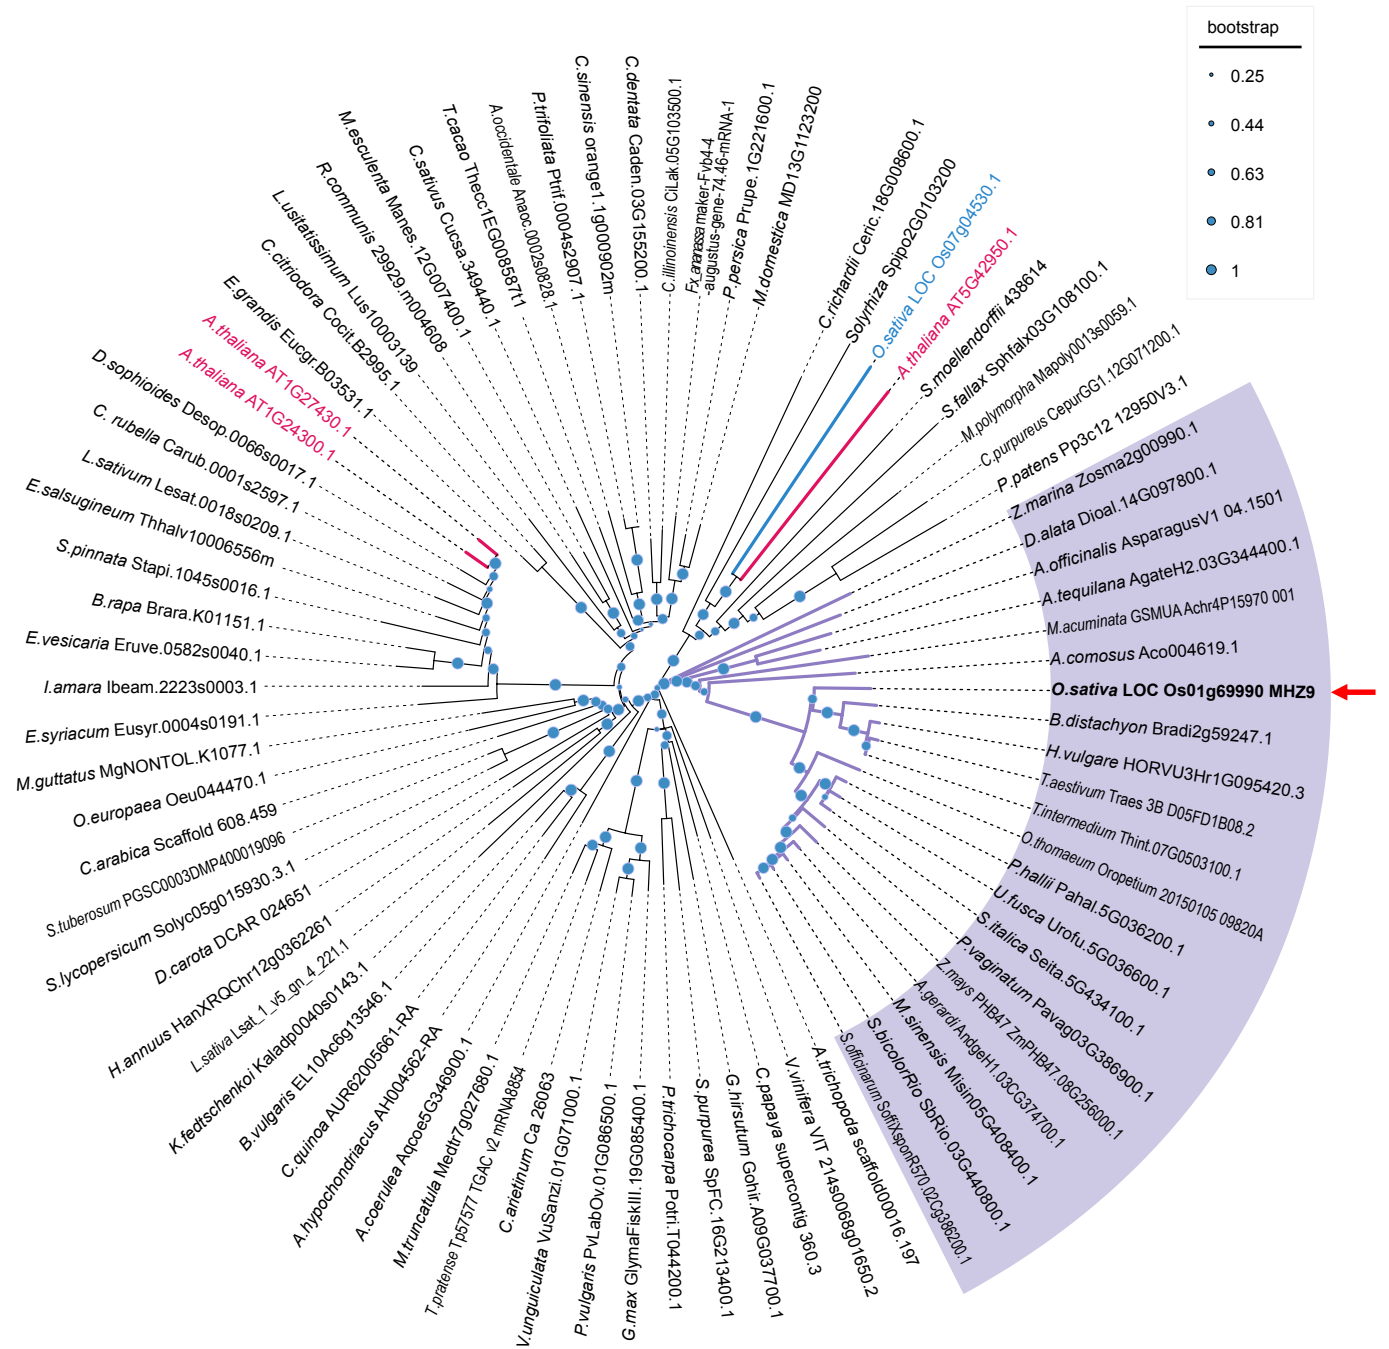 bootstrap
0.25
0.44
0.63
0.81
1
C.richardii Ceric.18G008600.1
Solyrhiza Spipo2G0103200
O.sativa LOC Os07g04530.1
A.thaliana AT5G42950.1
S.moellendorffii 438614
S.fallax Sphfalx03G108100.1
M.polymorpha Mapoly0013s0059.1
C.purpureus CepurGG1.12G071200.1
P.patens Pp3c12 12950V3.1
Z.marina Zosma2g00990.1
D.alata Dioal.14G097800.1
A.officinalis AsparagusV1 04.1501
A.tequilana AgateH2.03G344400.1
M.acuminata GSMUA Achr4P15970 001
A.comosus Aco004619.1
O.sativa LOC Os01g69990 MHZ9
B.distachyon Bradi2g59247.1
H.vulgare HORVU3Hr1G095420.3
T.aestivum Traes 3B D05FD1B08.2
T.intermedium Thint.07G0503100.1
O.thomaeum Oropetium 20150105 09820A
P.hallii Pahal.5G036200.1
U.fusca Urofu.5G036600.1
S.italica Seita.5G434100.1
P.vaginatum Pavag03G386900.1
Z.mays PHB47 ZmPHB47.08G256000.1
A.gerardi AndgeH1.03CG374700.1
M.sinensis Misin05G408400.1
S.bicolorRio SbRio.03G440800.1
S.officinarum SoffiXsponR570.02Cg386200.1
A.trichopoda scaffold00016.197
V.vinifera VIT 214s0068g01650.2
C.papaya supercontig 360.3
G.hirsutum Gohir.A09G037700.1
S.purpurea SpFC.16G213400.1
P.trichocarpa Potri.T044200.1
G.max GlymaFiskIII.19G085400.1
P.vulgaris PvLabOv.01G086500.1
V.unguiculata VuSanzi.01G071000.1
C.arietinum Ca 26063
T.pratense Tp57577 TGAC v2 mRNA8854
M.truncatula Medtr7g027680.1
A.coerulea Aqcoe5G346900.1
A.hypochondriacus AH004562-RA
C.quinoa AUR62005661-RA
B.vulgaris EL10Ac6g13546.1
K.fedtschenkoi Kaladp0040s0143.1
L.sativa Lsat_1_v5_gn_4_221.1
H.annuus HanXRQChr12g0362261
D.carota DCAR 024651
S.lycopersicum Solyc05g015930.3.1
S.tuberosum PGSC0003DMP400019096
C.arabica Scaffold 608.459
O.europaea Oeu044470.1
M.guttatus MgNONTOL.K1077.1
E.syriacum Eusyr.0004s0191.1
I.amara Ibeam.2223s0003.1
E.vesicaria Eruve.0582s0040.1
B.rapa Brara.K01151.1
S.pinnata Stapi.1045s0016.1
E.salsugineum Thhalv10006556m
L.sativum Lesat.0018s0209.1
C. rubella Carub.0001s2597.1
D.sophioides Desop.0066s0017.1
A.thaliana AT1G24300.1
A.thaliana AT1G27430.1
E.grandis Eucgr.B03531.1
C.citriodora Cocit.B2995.1
L.usitatissimum Lus10003139
R.communis 29929.m004608
M.esculenta Manes.12G007400.1
C.sativus Cucsa.349440.1
T.cacao Thecc1EG008587t1
A.occidentale Anaoc.0002s0828.1
P.trifoliata Ptrif.0004s2907.1
C.sinensis orange1.1g000902m
C.dentata Caden.03G155200.1
C.illinoinensis CiLak.05G103500.1
Fx_ananassa maker-Fvb4-4
-augustus-gene-74.46-mRNA-1
P.persica Prupe.1G221600.1
M.domestica MD13G1123200